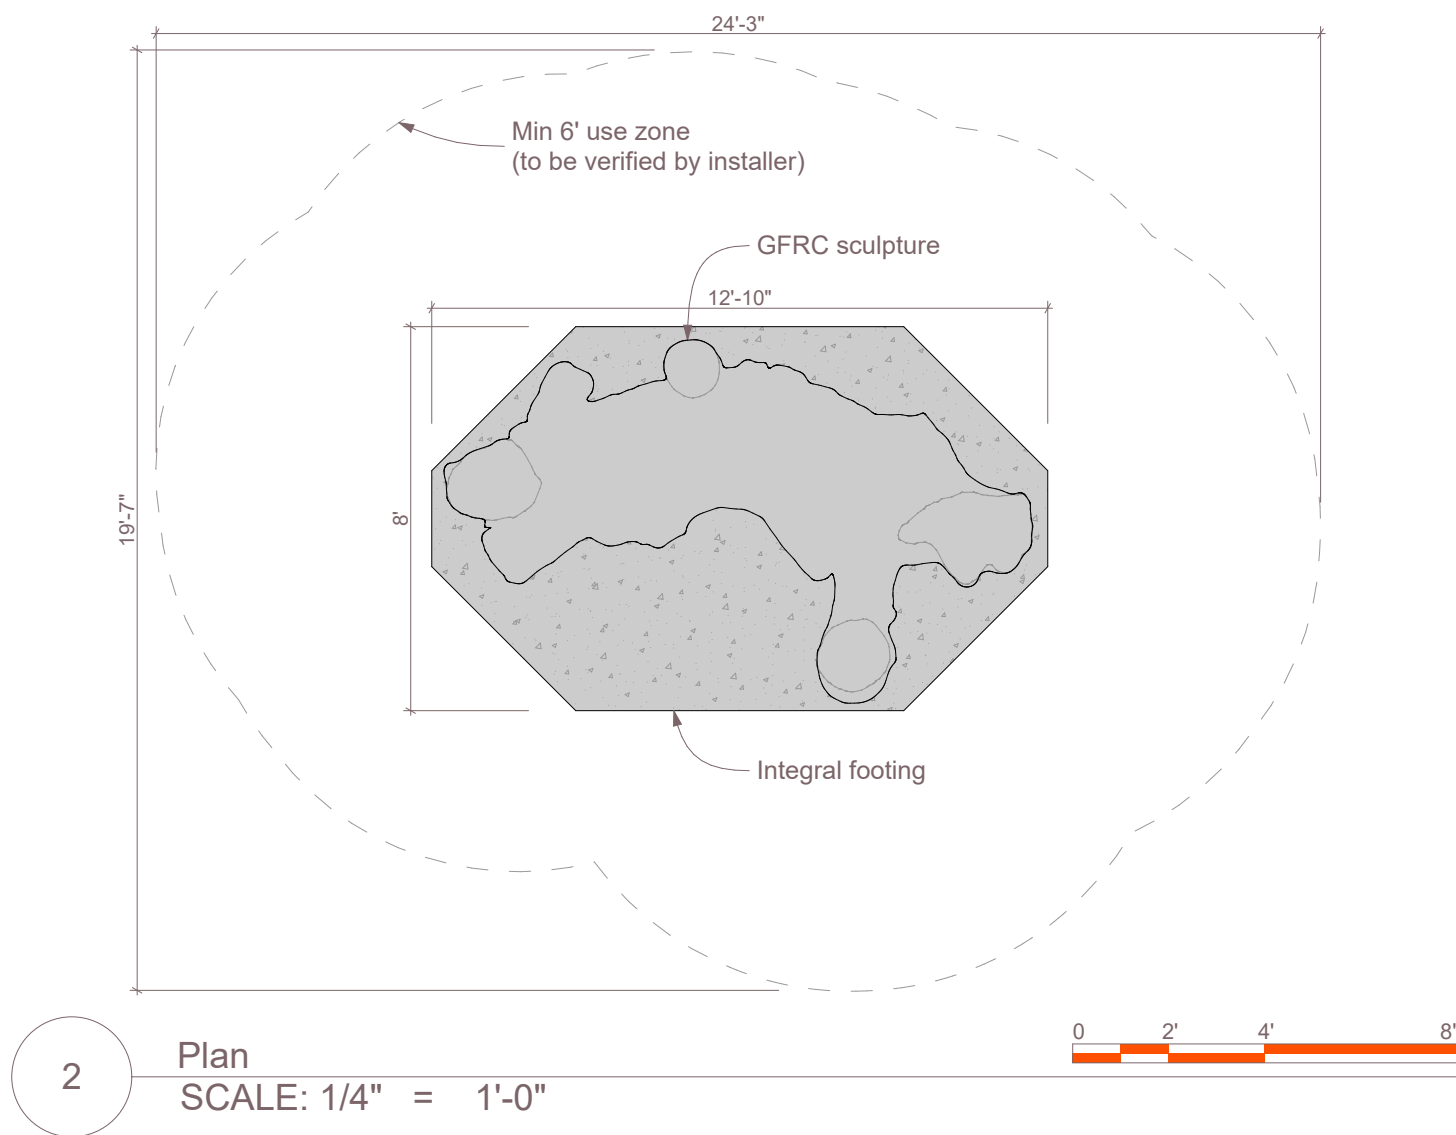 24'-3"
Min 6' use zone
(to be verified by installer)
GFRC sculpture
12'-10"
19'-7"
8'
Integral footing
0 2' 4' 8'
2
Plan
SCALE: 1/4" = 1'-0"